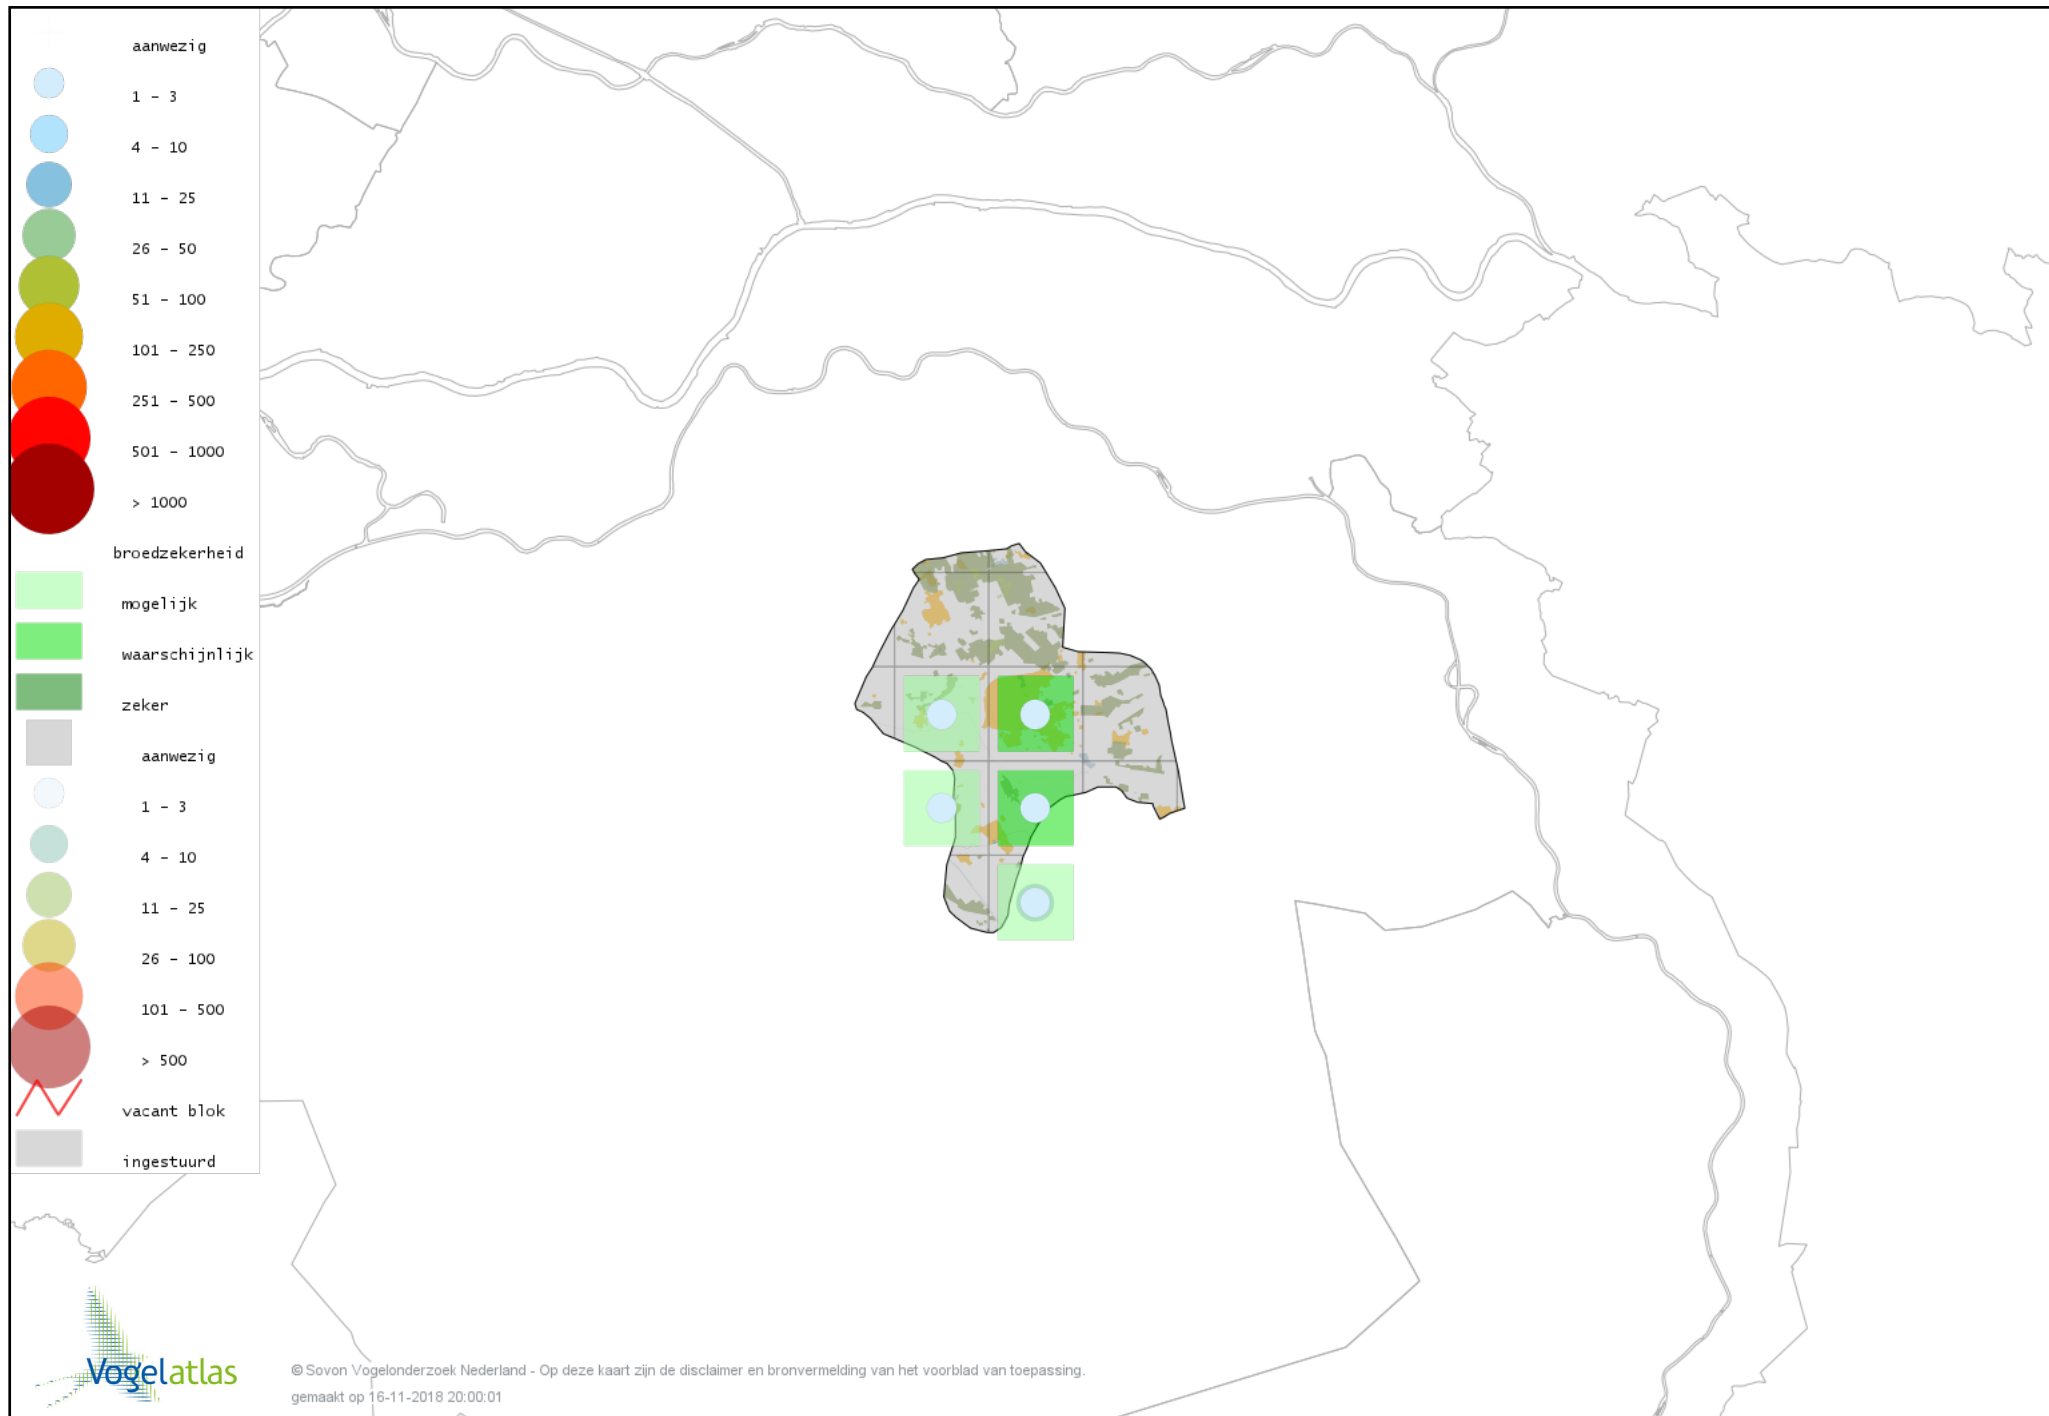 aanwezig
1 - 3
4 - 10
11 - 25
26 - 50
51 - 100
101 - 250
251 - 500
501 - 1000
> 1000
broedzekerheid
mogelijk
waarschijnlijk
zeker
aanwezig
1 - 3
4 - 10
11 - 25
26 - 100
101 - 500
> 500
vacant blok
ingestuurd
Vogelatlas
© Sovon Vogelonderzoek Nederland - Op deze kaart zijn de disclaimer en bronvermelding van het voorblad van toepassing.
gemaakt op 16-11-2018 20:00:01